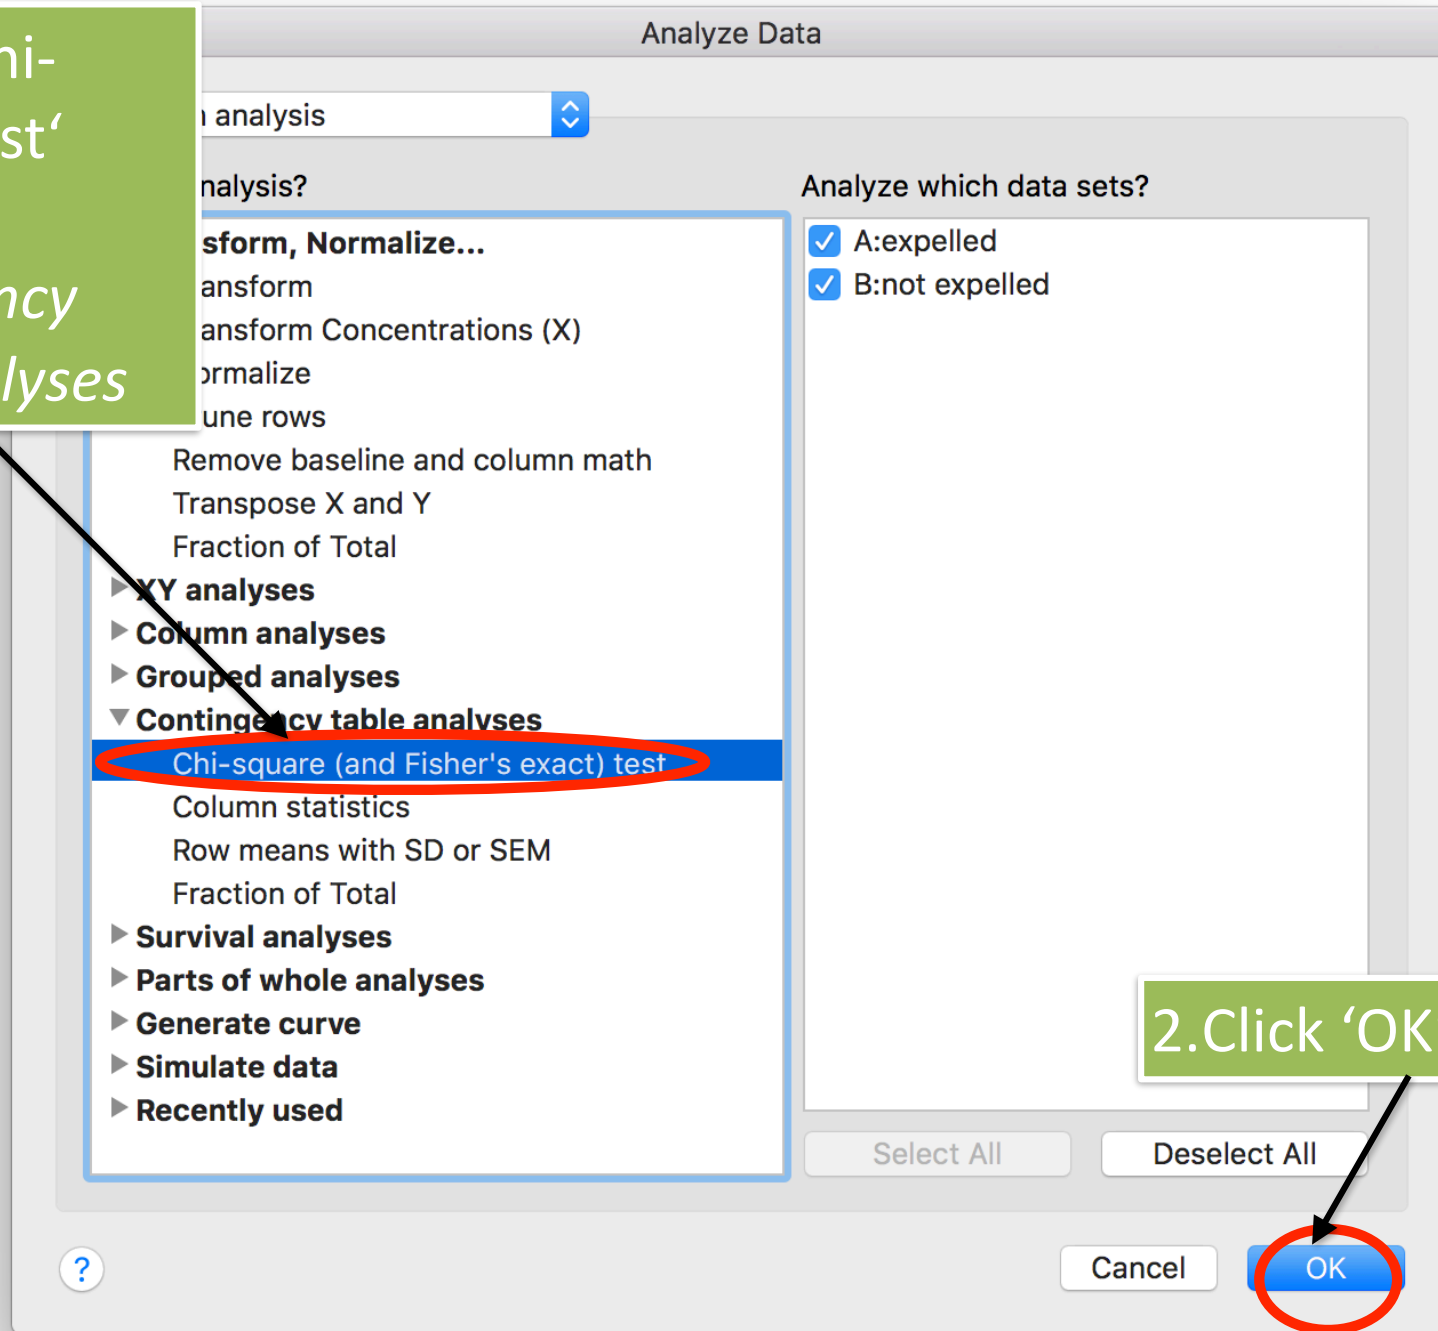 Analyze Data
hi-
st‘
ncy
lyses
analysis
nalysis?
sform, Normalize...
ansform
ansform Concentrations (X)
ormalize
une rows
Remove baseline and column math
Transpose X and Y
Fraction of Total
XY analyses
Column analyses
Grouped analyses
Contingency table analyses
Chi-square (and Fisher's exact) test
Column statistics
Row means with SD or SEM
Fraction of Total
Survival analyses
Parts of whole analyses
Generate curve
Simulate data
Recently used
Analyze which data sets?
A:expelled
B:not expelled
2.Click ‘OK
Select All
Deselect All
?
Cancel
OK